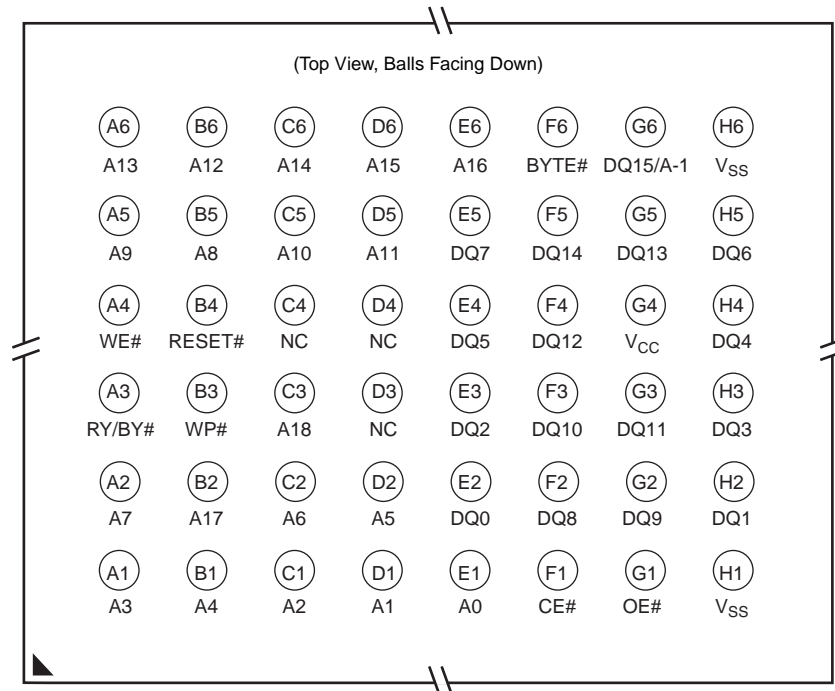 (Top View, Balls Facing Down)
A6 B6 C6 D6 E6 F6 G6 H6
A13 A12 A14 A15 A16 BYTE# DQ15/A-1 VSS
A5 B5 C5 D5 E5 F5 G5 H5
A9 A8 A10 A11 DQ7 DQ14 DQ13 DQ6
A4 B4 C4 D4 E4 F4 G4 H4
WE# RESET# NC NC DQ5 DQ12 VCC DQ4
A3 B3 C3 D3 E3 F3 G3 H3
RY/BY# WP# A18 NC DQ2 DQ10 DQ11 DQ3
A2 B2 C2 D2 E2 F2 G2 H2
A7 A17 A6 A5 DQ0 DQ8 DQ9 DQ1
A1 B1 C1 D1 E1 F1 G1 H1
A3 A4 A2 A1 A0 CE# OE# VSS